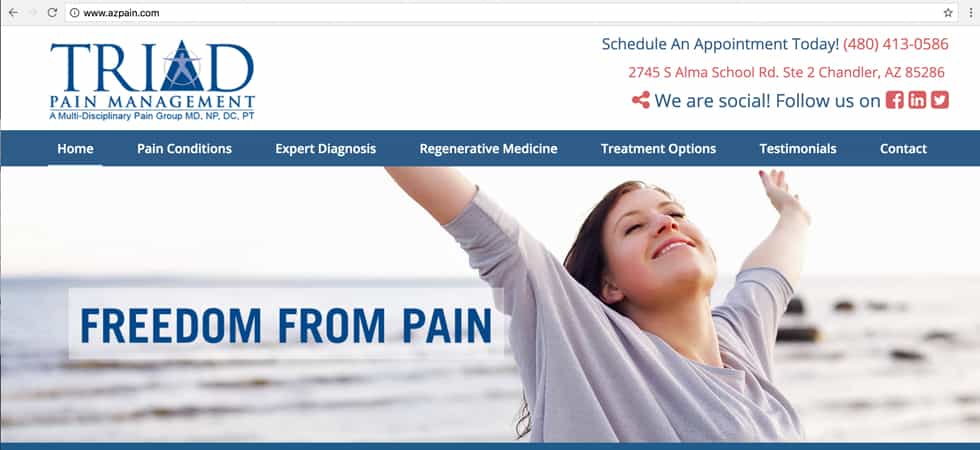 www.azpain.com
TRIAD
PAIN MANAGEMENT
A Multi-Disciplinary Pain Group MD, NP, DC, PT
Schedule An Appointment Today! (480) 413-0586
2745 S Alma School Rd. Ste 2 Chandler, AZ 85286
We are social! Follow us on
Home Pain Conditions Expert Diagnosis Regenerative Medicine Treatment Options Testimonials Contact
FREEDOM FROM PAIN